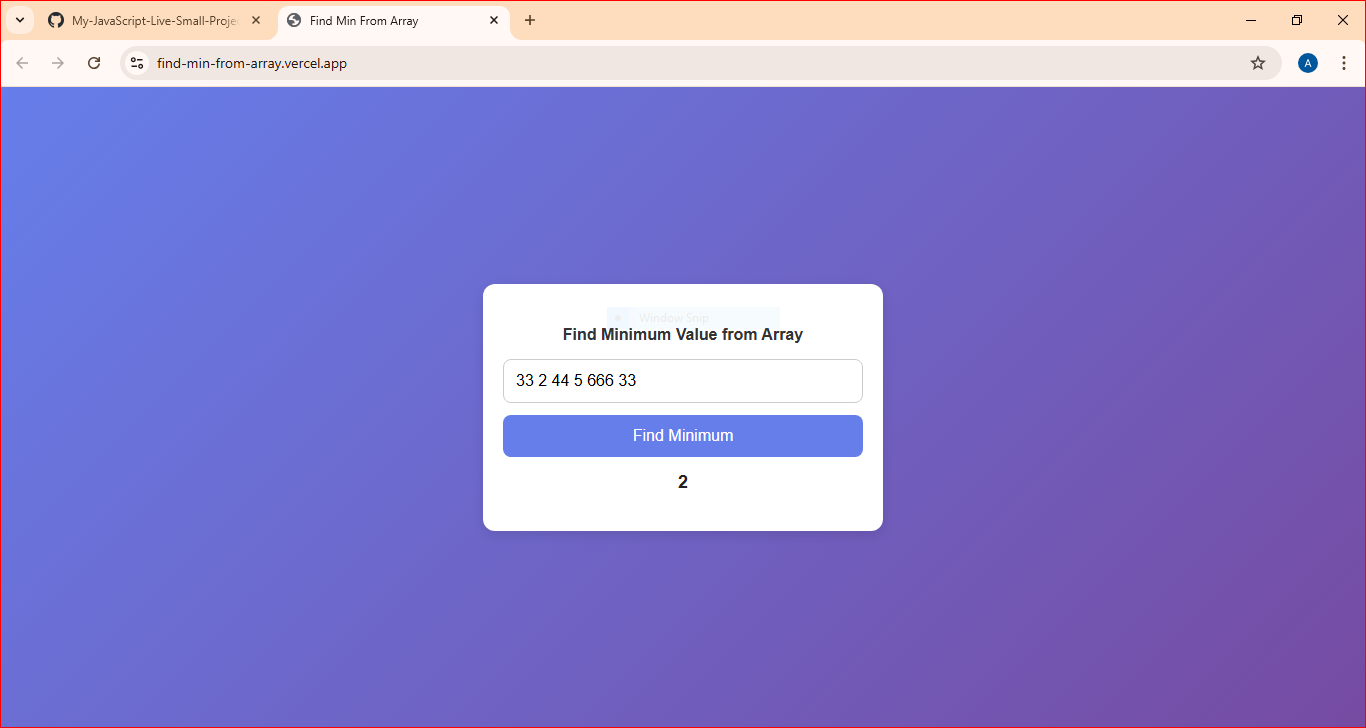 My-JavaScript-Live-Small-Proje
Find Min From Array
find-min-from-array.vercel.app
A
Window Snip
Find Minimum Value from Array
33 2 44 5 666 33
Find Minimum
2